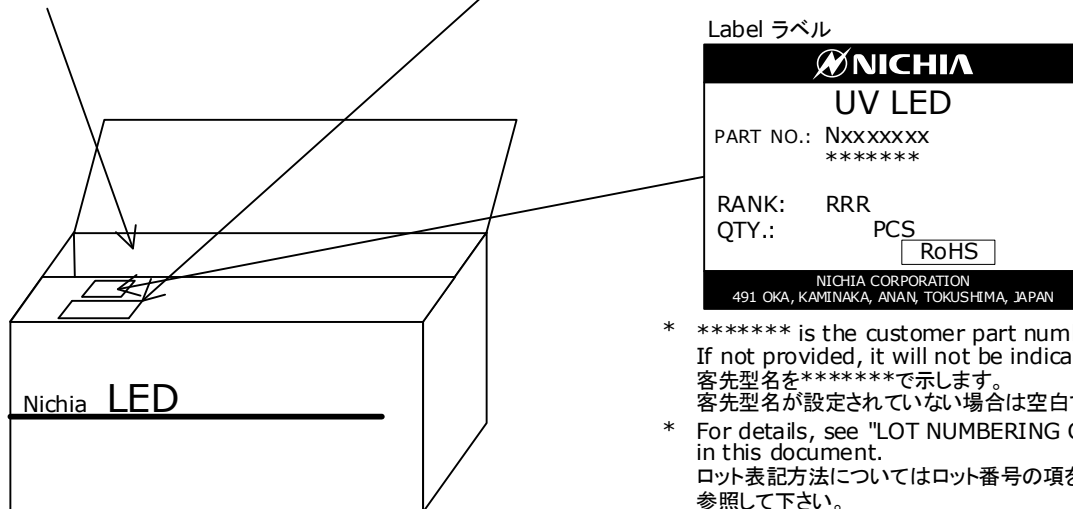 Label ラベル
NICHIA
UV LED
PART NO.: Nxxxxxxx
*******
RANK: RRR
QTY.: PCS
RoHS
NICHIA CORPORATION
491 OKA, KAMINAKA, ANAN, TOKUSHIMA, JAPAN
Nichia LED
* ******* is the customer part num
If not provided, it will not be indica
客先型名を*******で示します。
客先型名が設定されていない場合は空白
* For details, see "LOT NUMBERING
in this document.
ロット表記方法についてはロット番号の項を
参照して下さい。